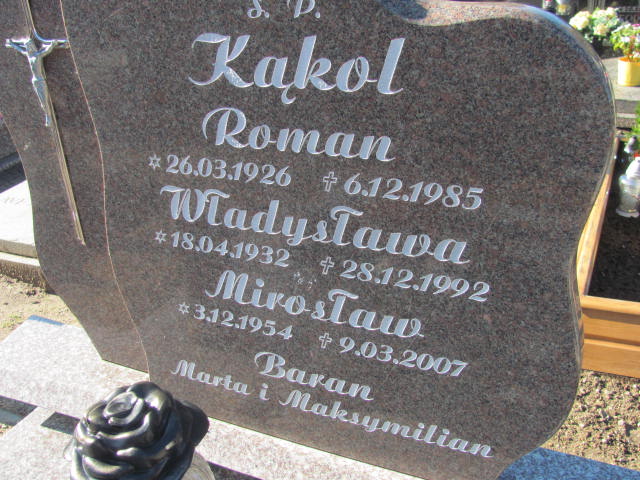 Ś. P.
Kąkol
Roman
✡26.03.1926 ✝6.12.1985
Władysława
✡18.04.1932 ✝28.12.1992
Mirosław
✡3.12.1954 ✝9.03.2007
Baran
Marta i Maksymilian